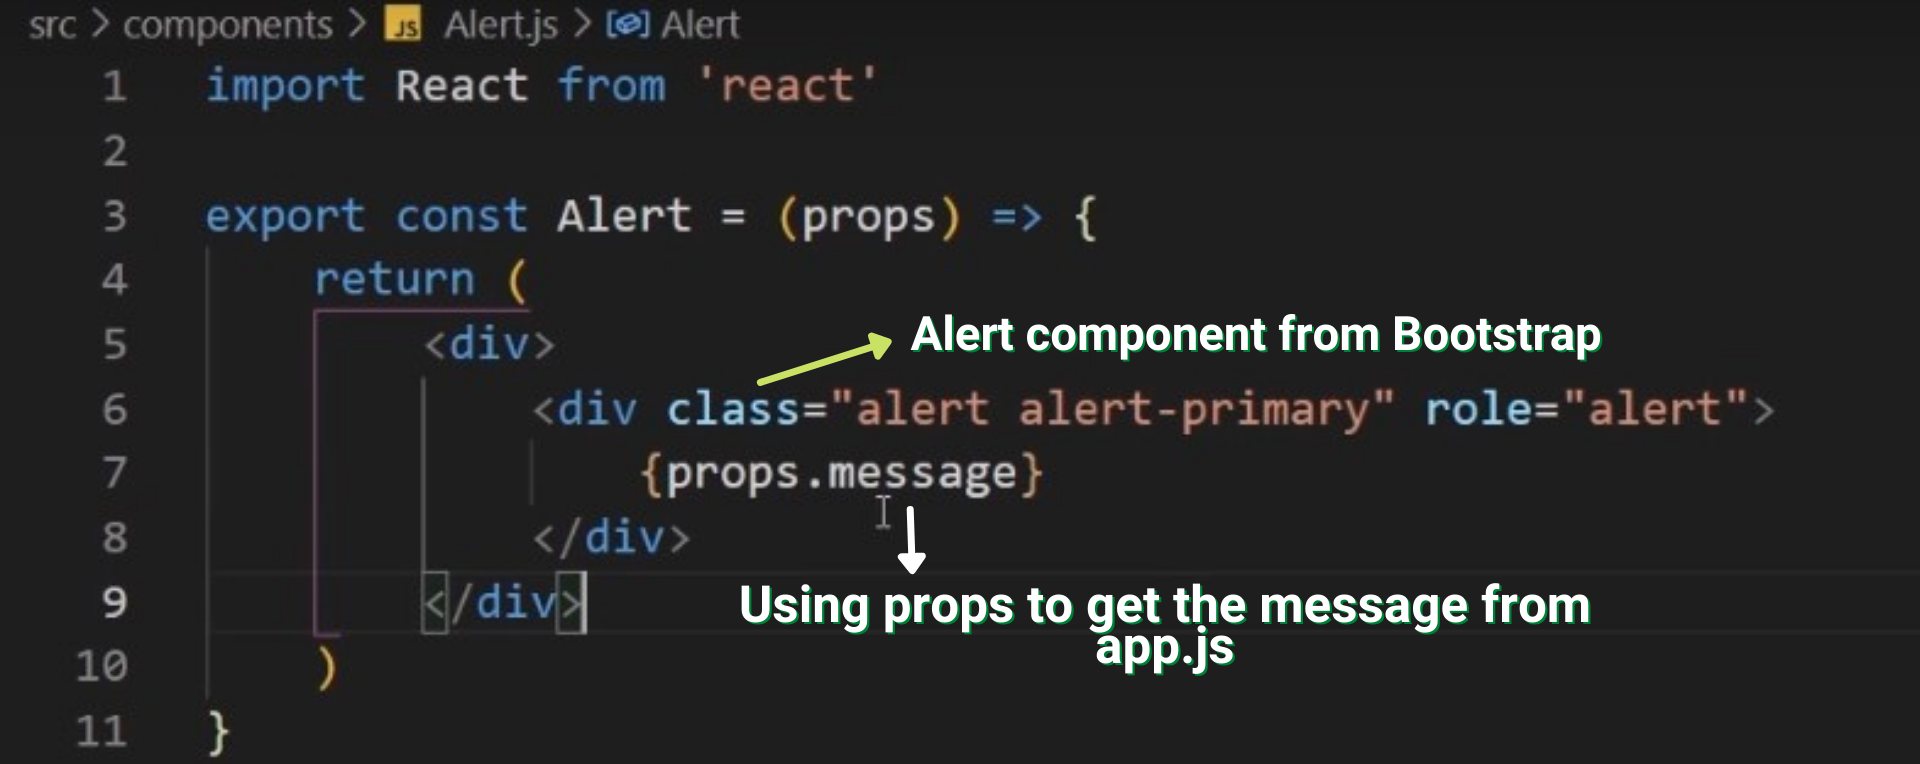 src > components > JS Alert.js > Alert
1 import React from 'react'
2
3 export const Alert = (props) => {
4 return (
5 <div>
Alert component from Bootstrap
6 <div class="alert alert-primary" role="alert">
7 {props.message}
8 </div>
9 </div>
Using props to get the message from
app.js
10 )
11 }